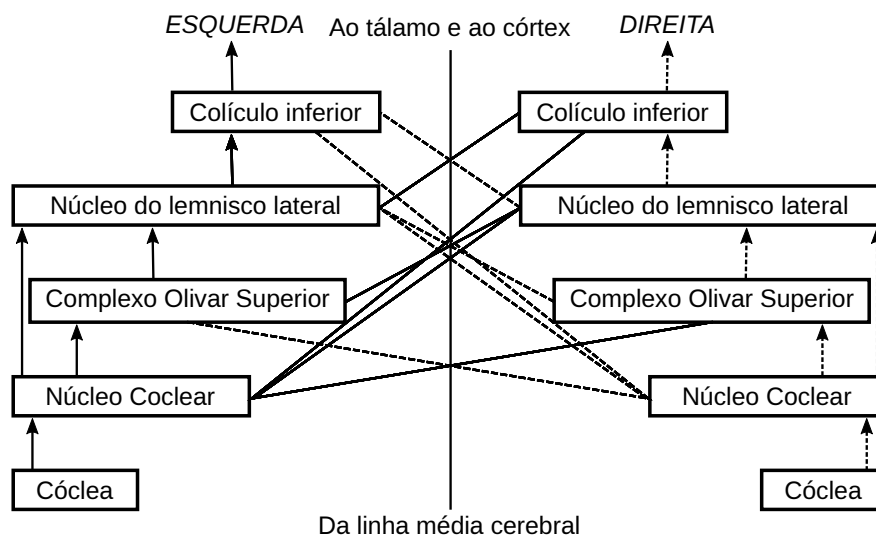 ESQUERDA Ao tálamo e ao córtex DIREITA
Colículo inferior Colículo inferior
Núcleo do lemnisco lateral Núcleo do lemnisco lateral
Complexo Olivar Superior Complexo Olivar Superior
Núcleo Coclear Núcleo Coclear
Cóclea Cóclea
Da linha média cerebral